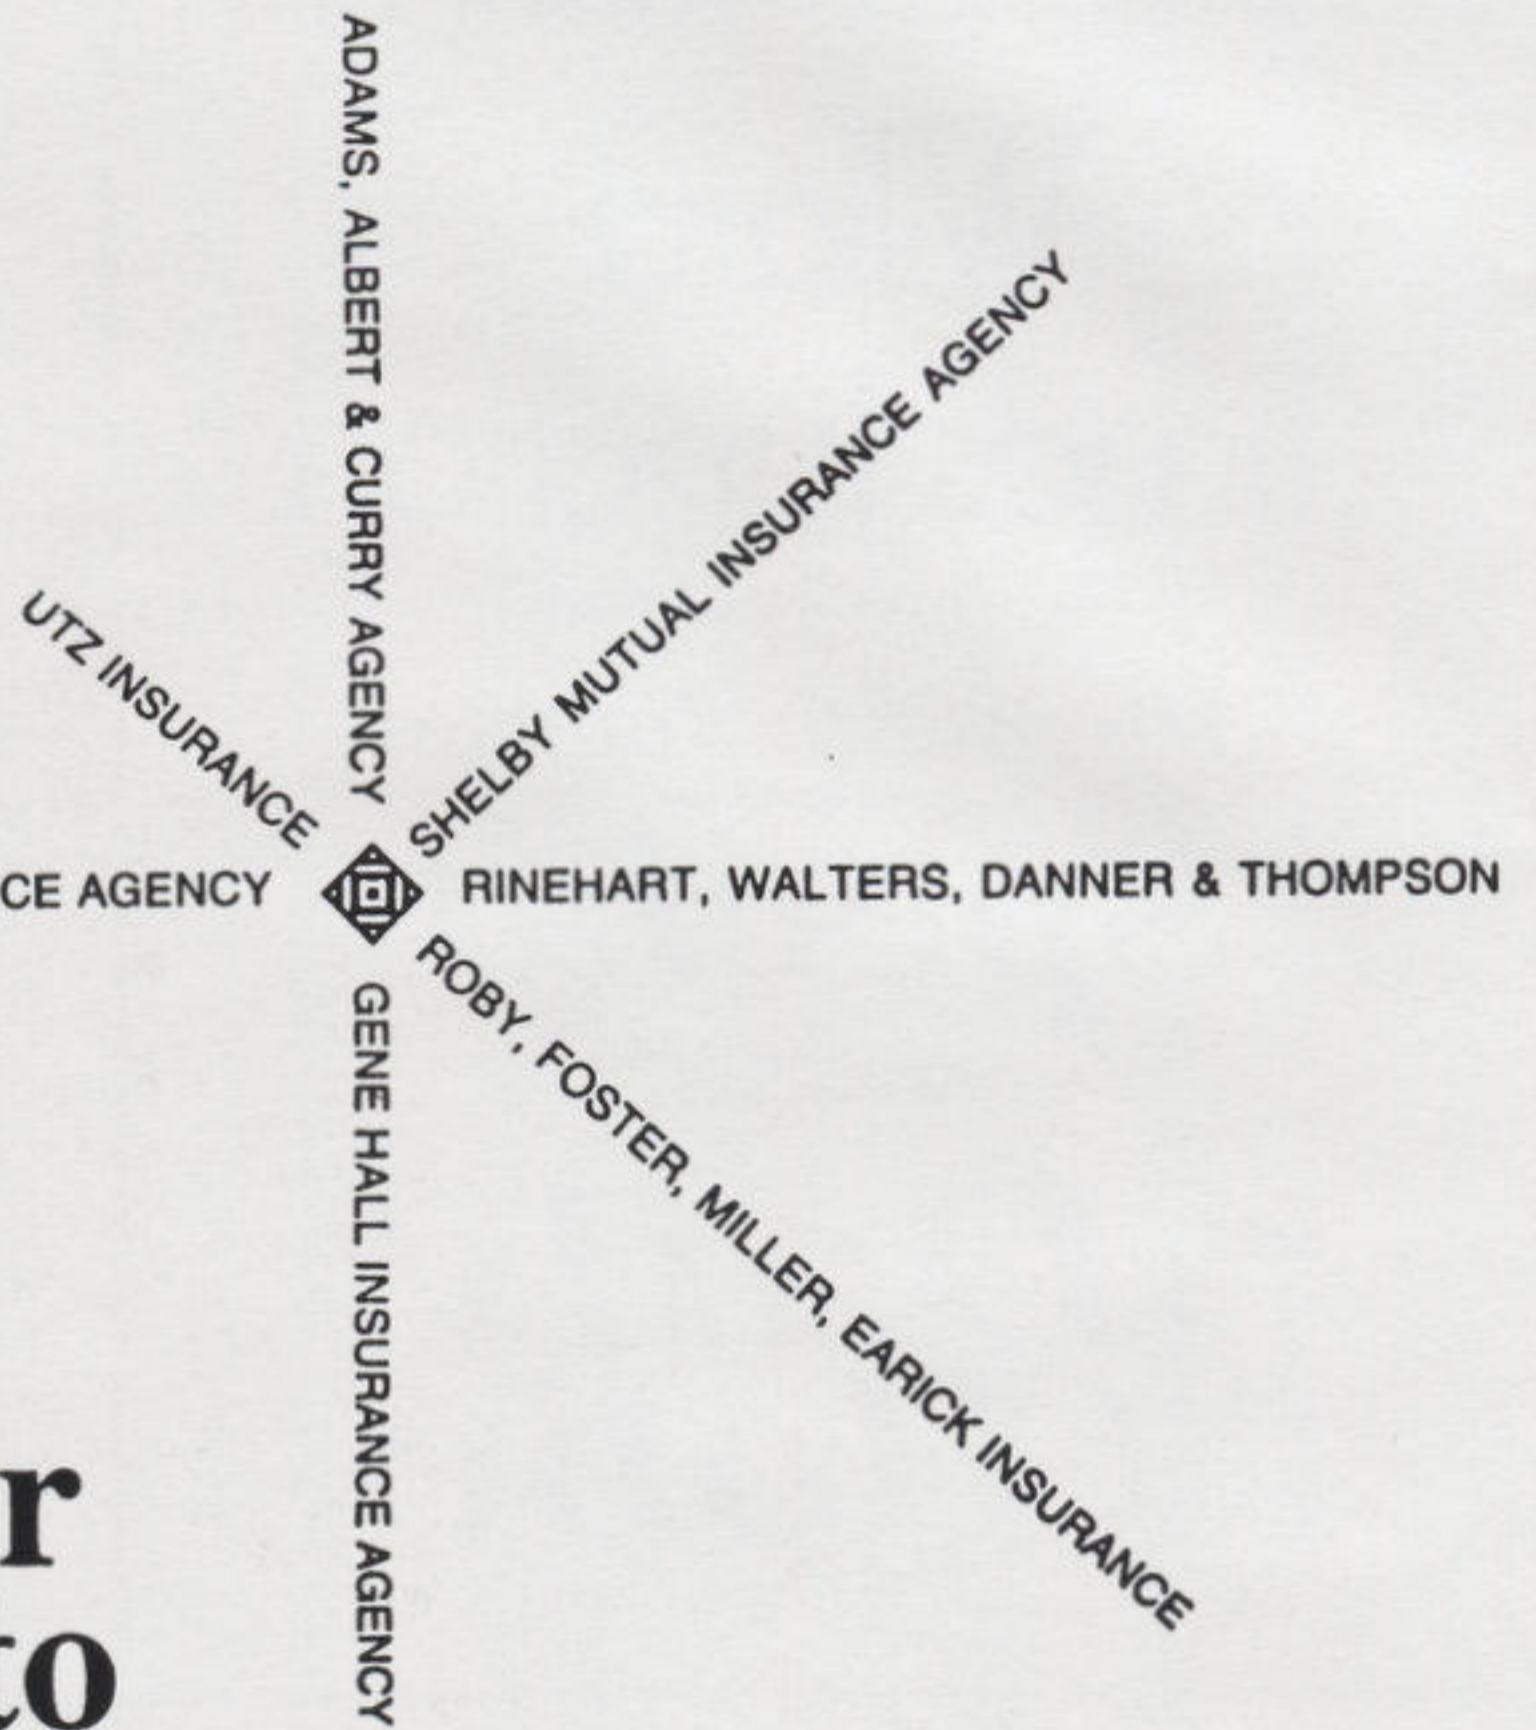 ADAMS, ALBERT & CURRY AGENCY
SHELBY MUTUAL INSURANCE AGENCY
UTZ INSURANCE
CE AGENCY
RINEHART, WALTERS, DANNER & THOMPSON
ROBY, FOSTER, MILLER, EARICK INSURANCE
GENE HALL INSURANCE AGENCY
r
to